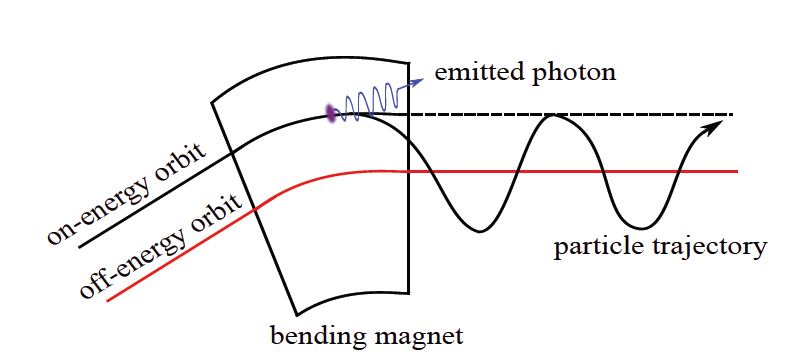 emitted photon
on-energy orbit
off-energy orbit
particle trajectory
bending magnet